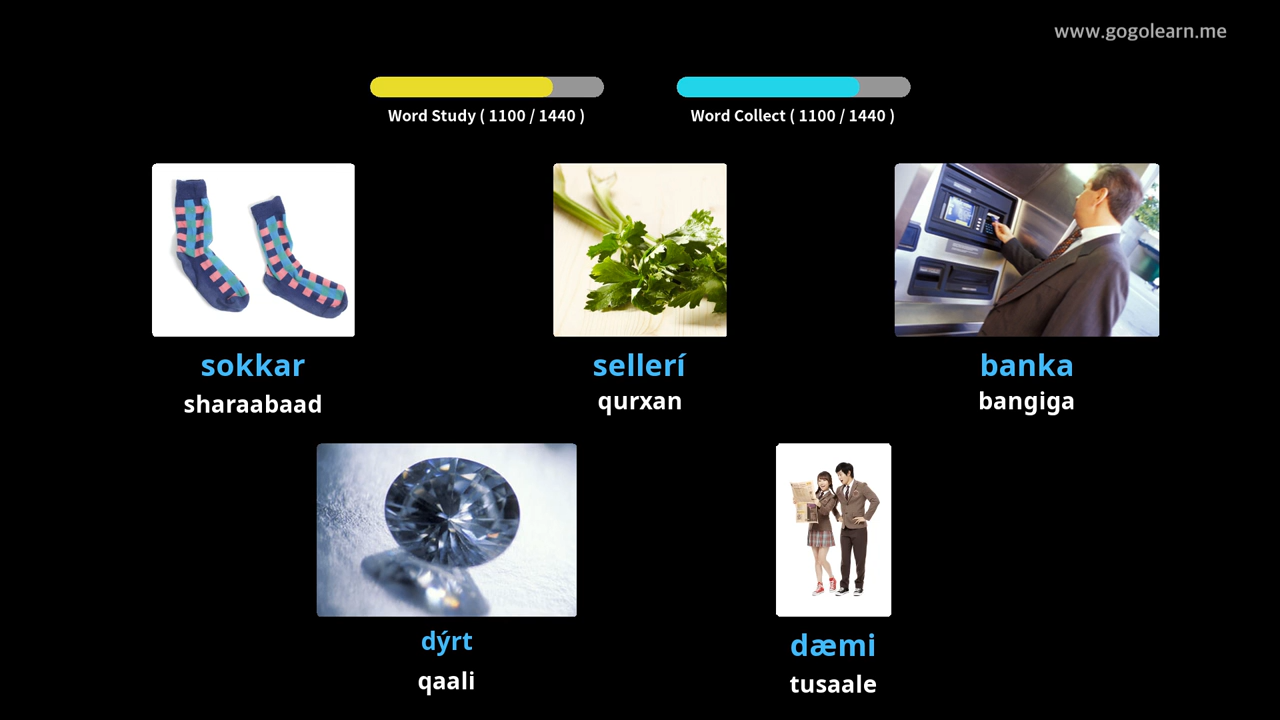 www.gogolearn.me
Word Study ( 1100 / 1440 )
Word Collect ( 1100 / 1440 )
sokkar
sharaabaad
sellerí
qurxan
banka
bangiga
dýrt
qaali
dæmi
tusaale